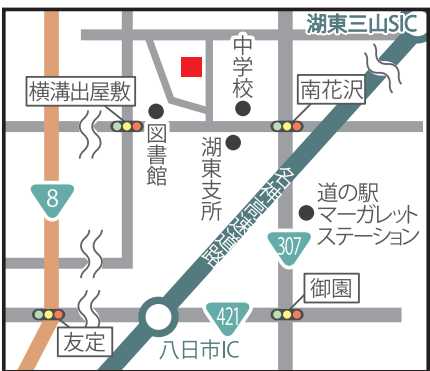 湖東三山SIC
中学校
横溝出屋敷
南花沢
図書館
湖東支所
名神高速道路
8
道の駅
マーガレット
ステーション
307
御園
421
友定
八日市IC